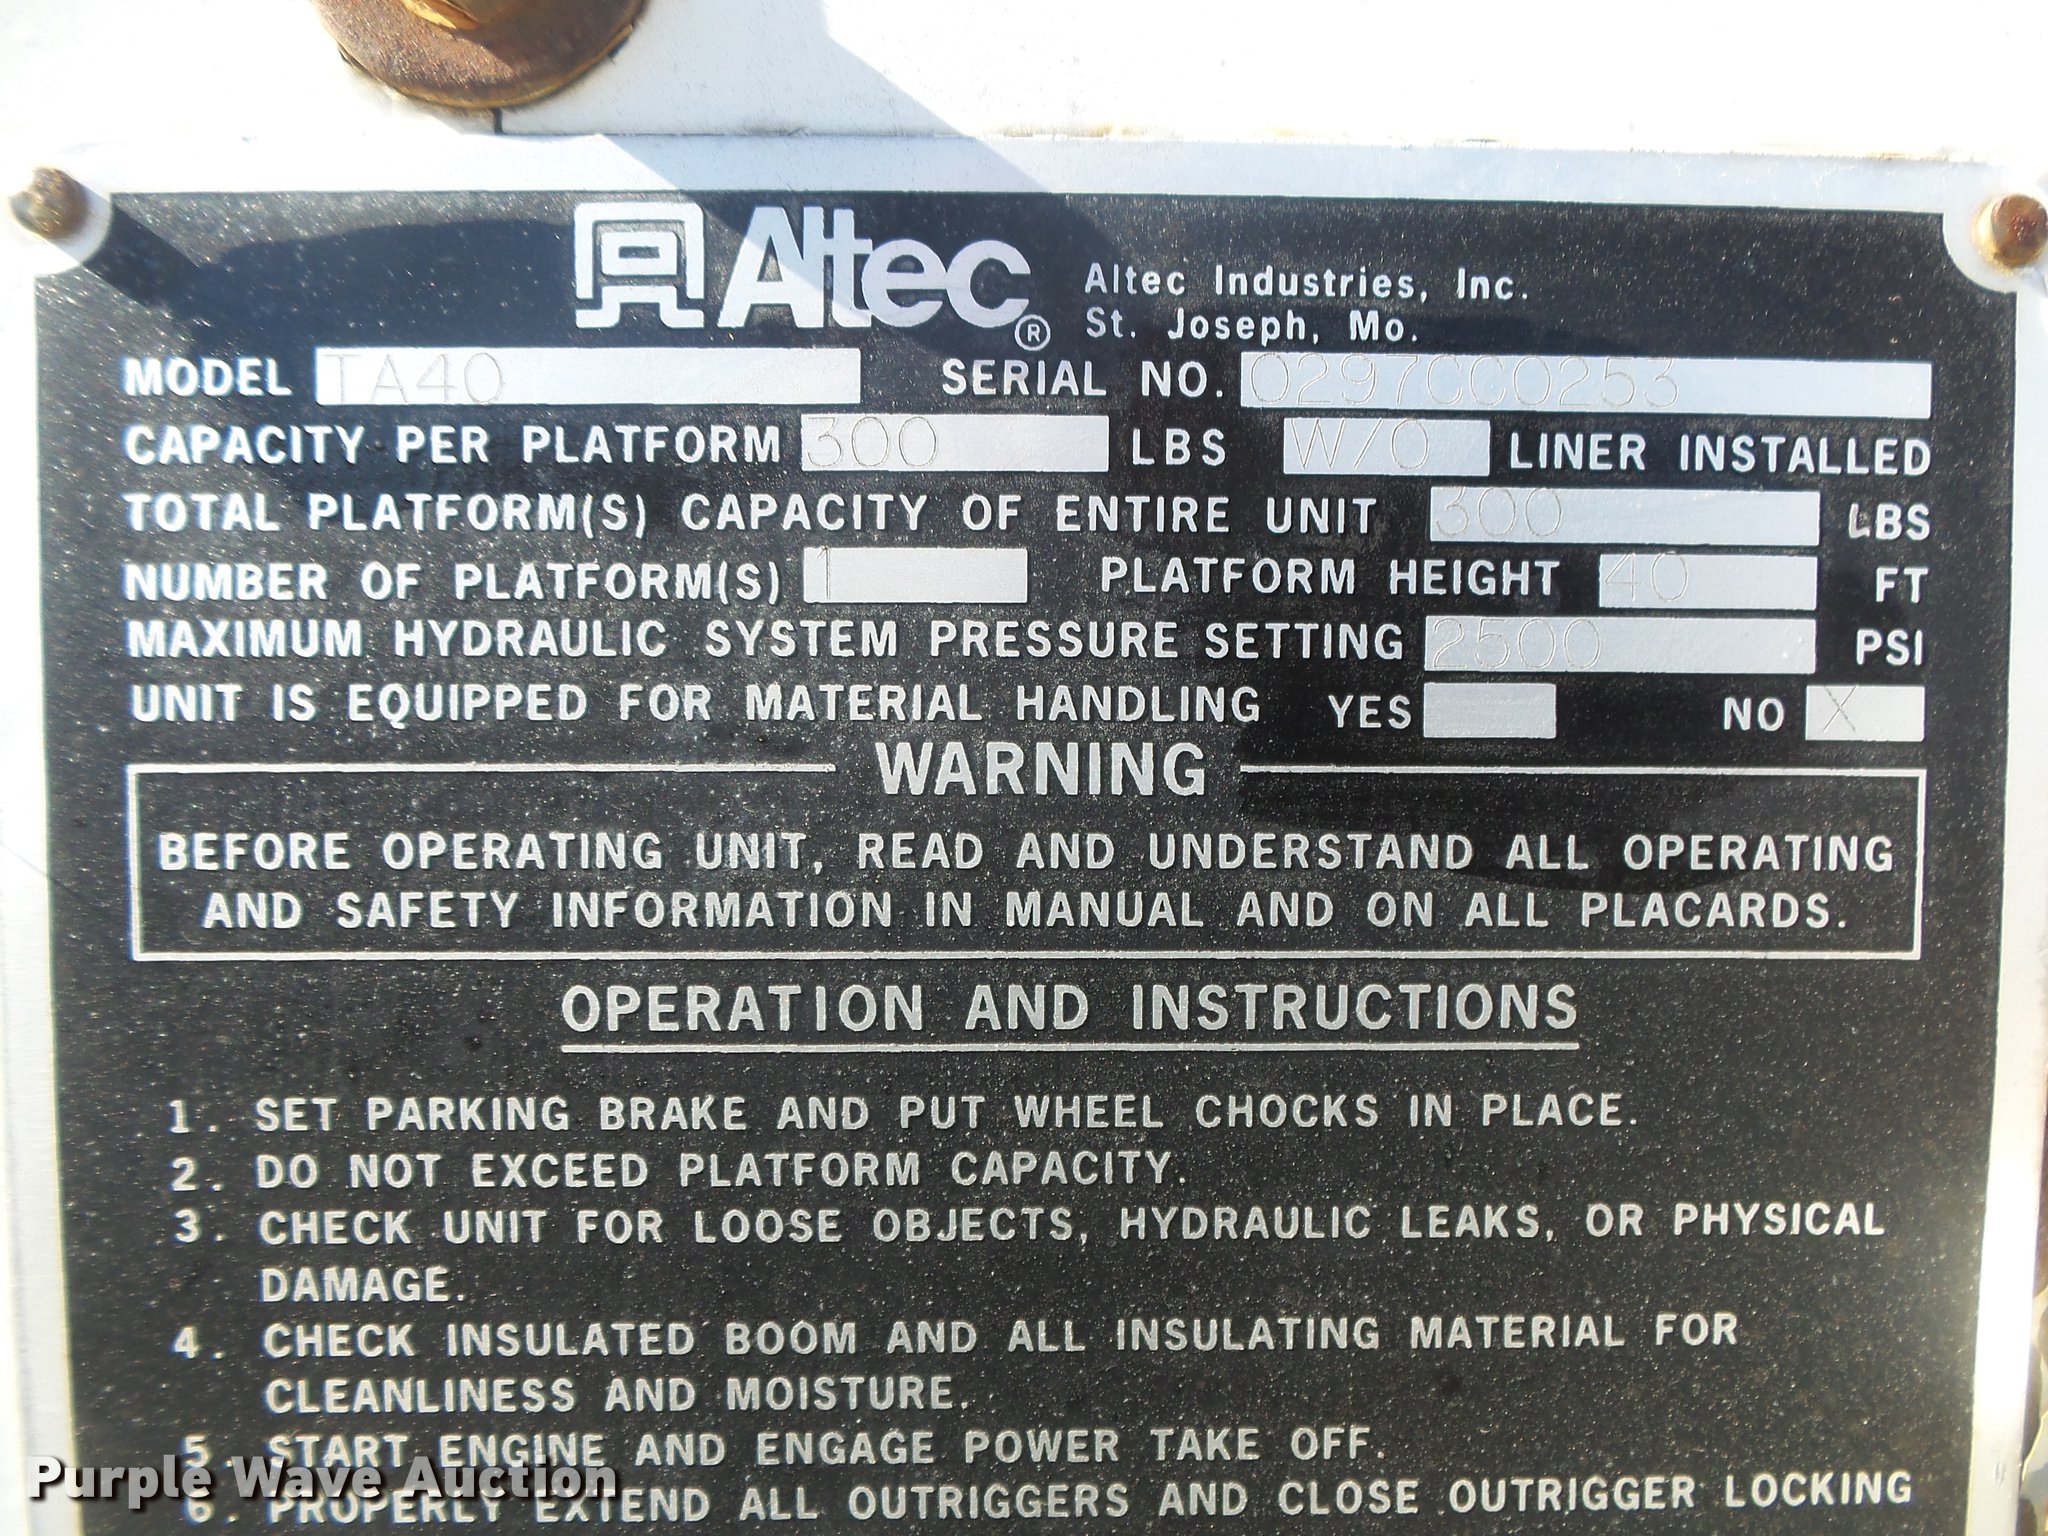 Altec® Altec Industries, Inc.
St. Joseph, Mo.
MODEL TA40 SERIAL NO. 0297CC0253
CAPACITY PER PLATFORM 300 LBS W/O LINER INSTALLED
TOTAL PLATFORM(S) CAPACITY OF ENTIRE UNIT 300 LBS
NUMBER OF PLATFORM(S) 1 PLATFORM HEIGHT 40 FT
MAXIMUM HYDRAULIC SYSTEM PRESSURE SETTING 2500 PSI
UNIT IS EQUIPPED FOR MATERIAL HANDLING YES NO X
WARNING
BEFORE OPERATING UNIT, READ AND UNDERSTAND ALL OPERATING
AND SAFETY INFORMATION IN MANUAL AND ON ALL PLACARDS.
OPERATION AND INSTRUCTIONS
1. SET PARKING BRAKE AND PUT WHEEL CHOCKS IN PLACE.
2. DO NOT EXCEED PLATFORM CAPACITY.
3. CHECK UNIT FOR LOOSE OBJECTS, HYDRAULIC LEAKS, OR PHYSICAL
DAMAGE.
4. CHECK INSULATED BOOM AND ALL INSULATING MATERIAL FOR
CLEANLINESS AND MOISTURE.
5. START ENGINE AND ENGAGE POWER TAKE OFF.
Purple Wave Auction
6. PROPERLY EXTEND ALL OUTRIGGERS AND CLOSE OUTRIGGER LOCKING